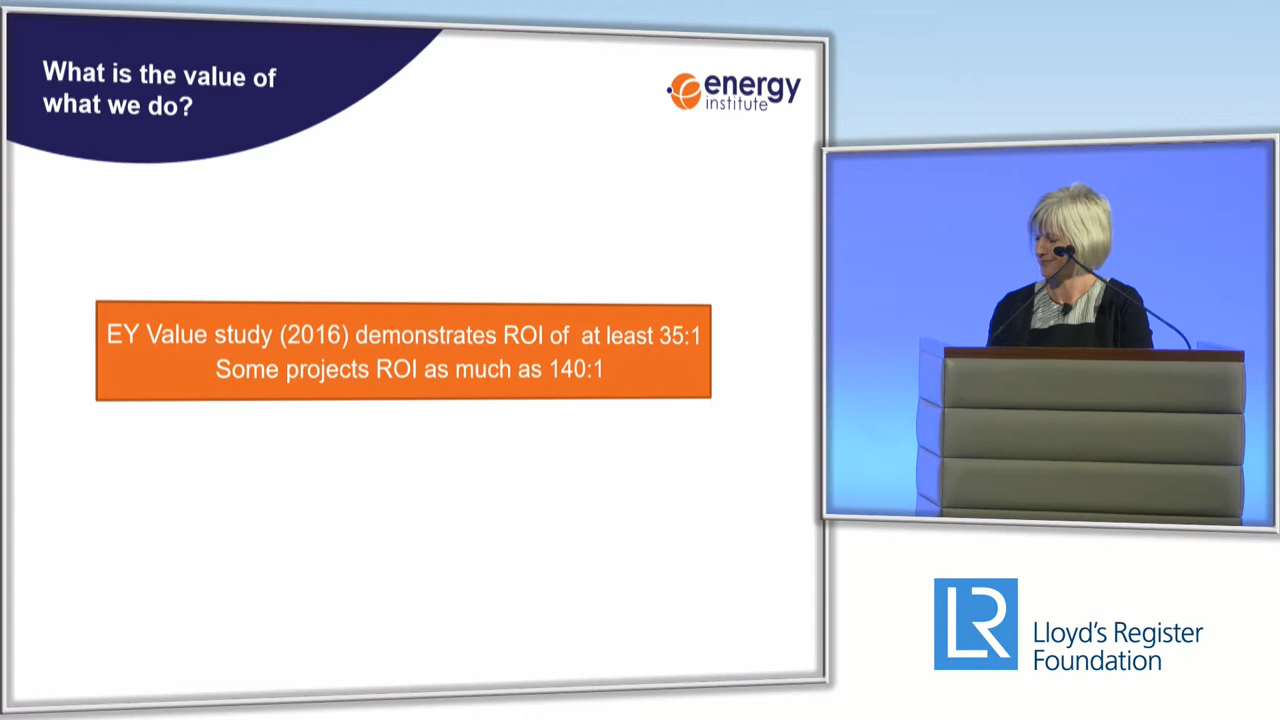 What is the value of
what we do?
energy
institute
EY Value study (2016) demonstrates ROI of at least 35:1
Some projects ROI as much as 140:1
LR
Lloyd's Register
Foundation